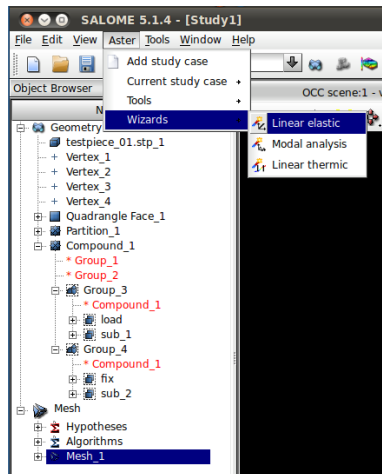 SALOME 5.1.4 - [Study1]
File Edit View Aster Tools Window Help
Add study case
Current study case
Tools
Wizards
Linear elastic
Modal analysis
Linear thermic
Object Browser
OCC scene:1 -
N
Geometry
testpiece_01.stp_1
Vertex_1
Vertex_2
Vertex_3
Vertex_4
Quadrangle Face_1
Partition_1
Compound_1
* Group_1
* Group_2
Group_3
* Compound_1
load
sub_1
Group_4
* Compound_1
fix
sub_2
Mesh
Hypotheses
Algorithms
Mesh_1